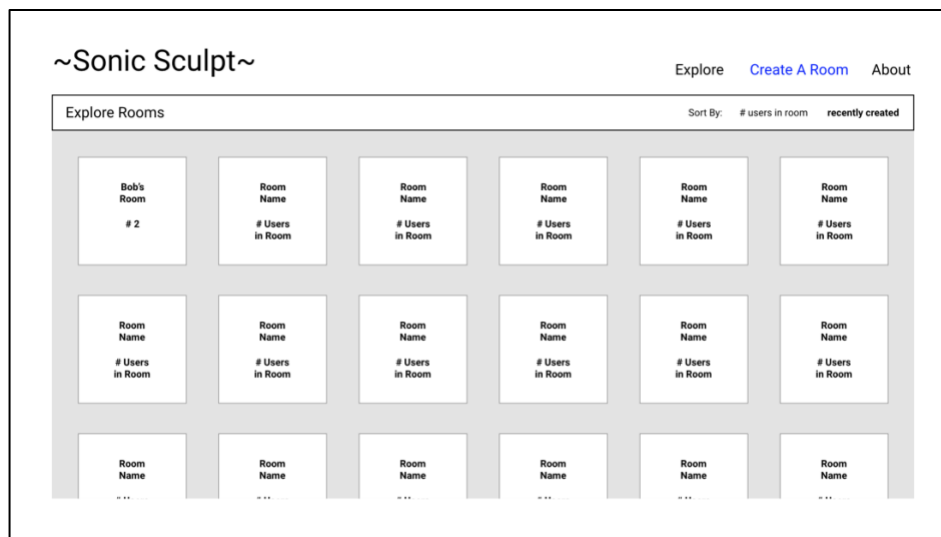 ~Sonic Sculpt~
Explore Create A Room About
Explore Rooms Sort By: # users in room recently created
Bob's Room Room Room Room Room
Room Name Name Name Name Name
# 2 # Users # Users # Users # Users # Users
in Room in Room in Room in Room in Room
Room Room Room Room Room Room
Name Name Name Name Name Name
# Users # Users # Users # Users # Users # Users
in Room in Room in Room in Room in Room in Room
Room Room Room Room Room Room
Name Name Name Name Name Name